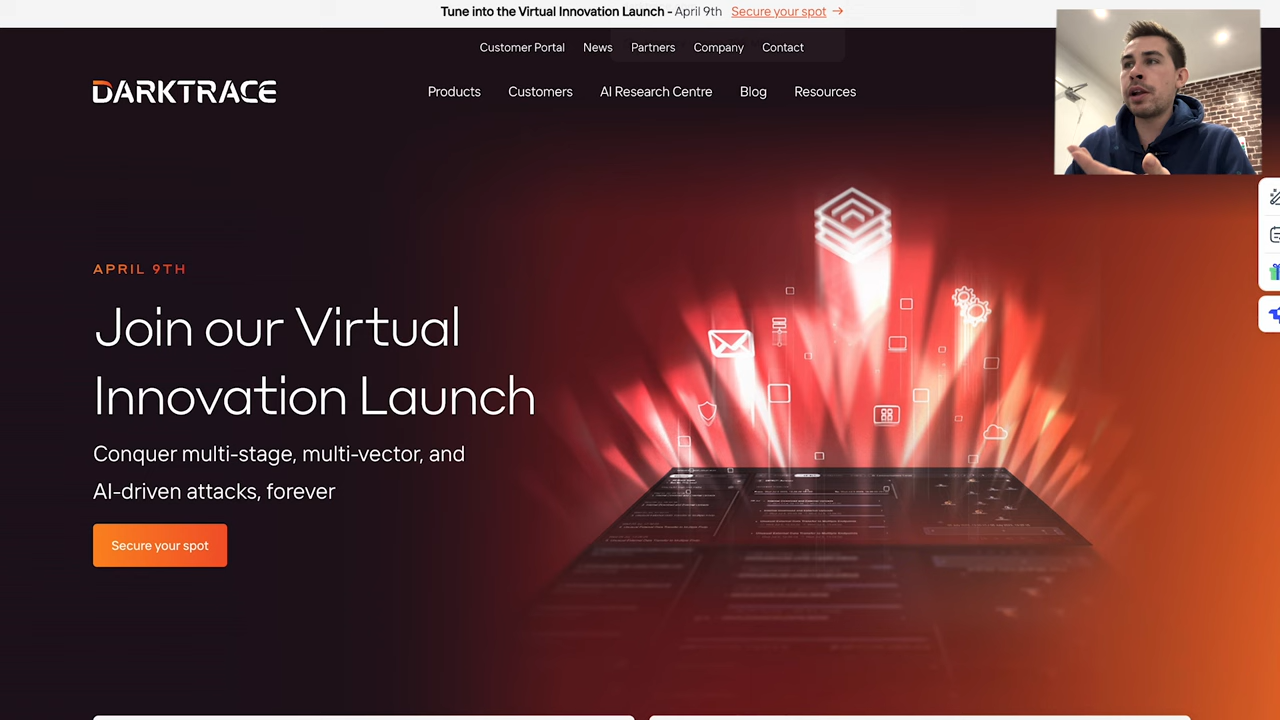 Tune into the Virtual Innovation Launch - April 9th Secure your spot →
Customer Portal News Partners Company Contact
DARKTRACE
Products Customers AI Research Centre Blog Resources
APRIL 9TH
Join our Virtual
Innovation Launch
Conquer multi-stage, multi-vector, and
AI-driven attacks, forever
Secure your spot